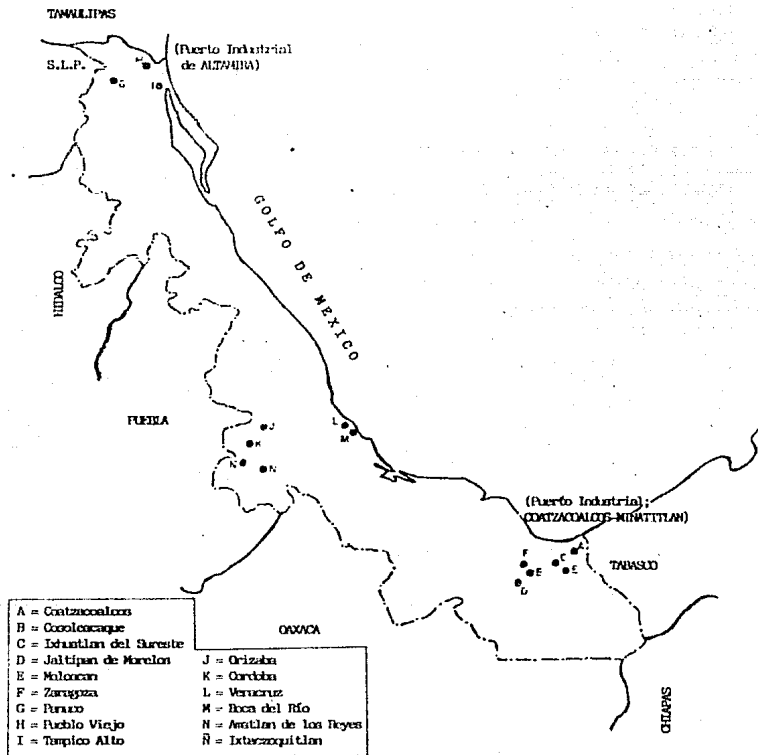 TAMAULIPAS
(Puerto Industrial
de ALTAMIRA)
S.L.P.
H
G
I
GOLFO DE MEXICO
HIDALGO
PUEBLA
J
K
N
N
L
M
(Puerto Industrial;
COATZACOALCOS-MINATITLAN)
A
C
E
F
B
D
TABASCO
OAXACA
CHIAPAS
A = Coatzacoalcos
B = Cosoleacaque
C = Ixhuatlan del Sureste
D = Jaltipan de Morelos
E = Moloacan
F = Zaragoza
G = Panuco
H = Pueblo Viejo
I = Tampico Alto
J = Orizaba
K = Cordoba
L = Veracruz
M = Boca del Río
N = Amatlan de los Reyes
Ñ = Ixtaczoquitlan